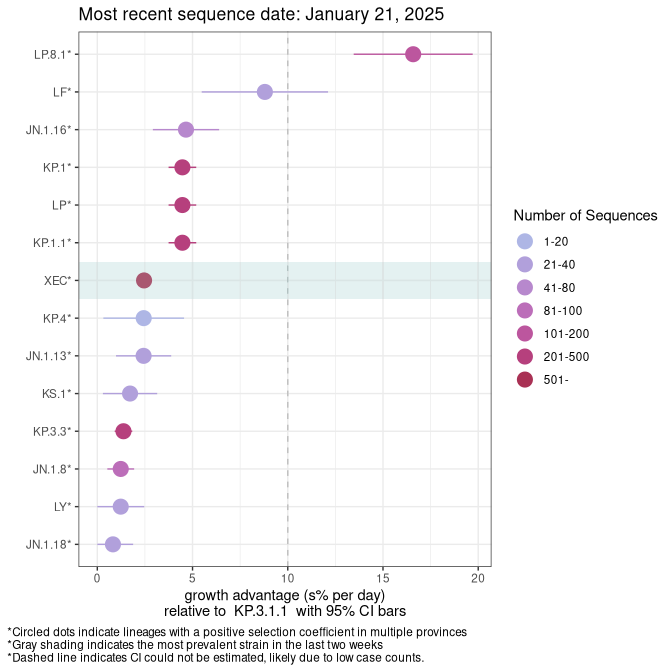 Most recent sequence date: January 21, 2025
LP.8.1*
LF*
JN.1.16*
KP.1*
LP*
KP.1.1*
XEC*
KP.4*
JN.1.13*
KS.1*
KP.3.3*
JN.1.8*
LY*
JN.1.18*
0 5 10 15 20
growth advantage (s% per day)
relative to KP.3.1.1 with 95% CI bars
Number of Sequences
1-20
21-40
41-80
81-100
101-200
201-500
501-
*Circled dots indicate lineages with a positive selection coefficient in multiple provinces
*Gray shading indicates the most prevalent strain in the last two weeks
*Dashed line indicates CI could not be estimated, likely due to low case counts.